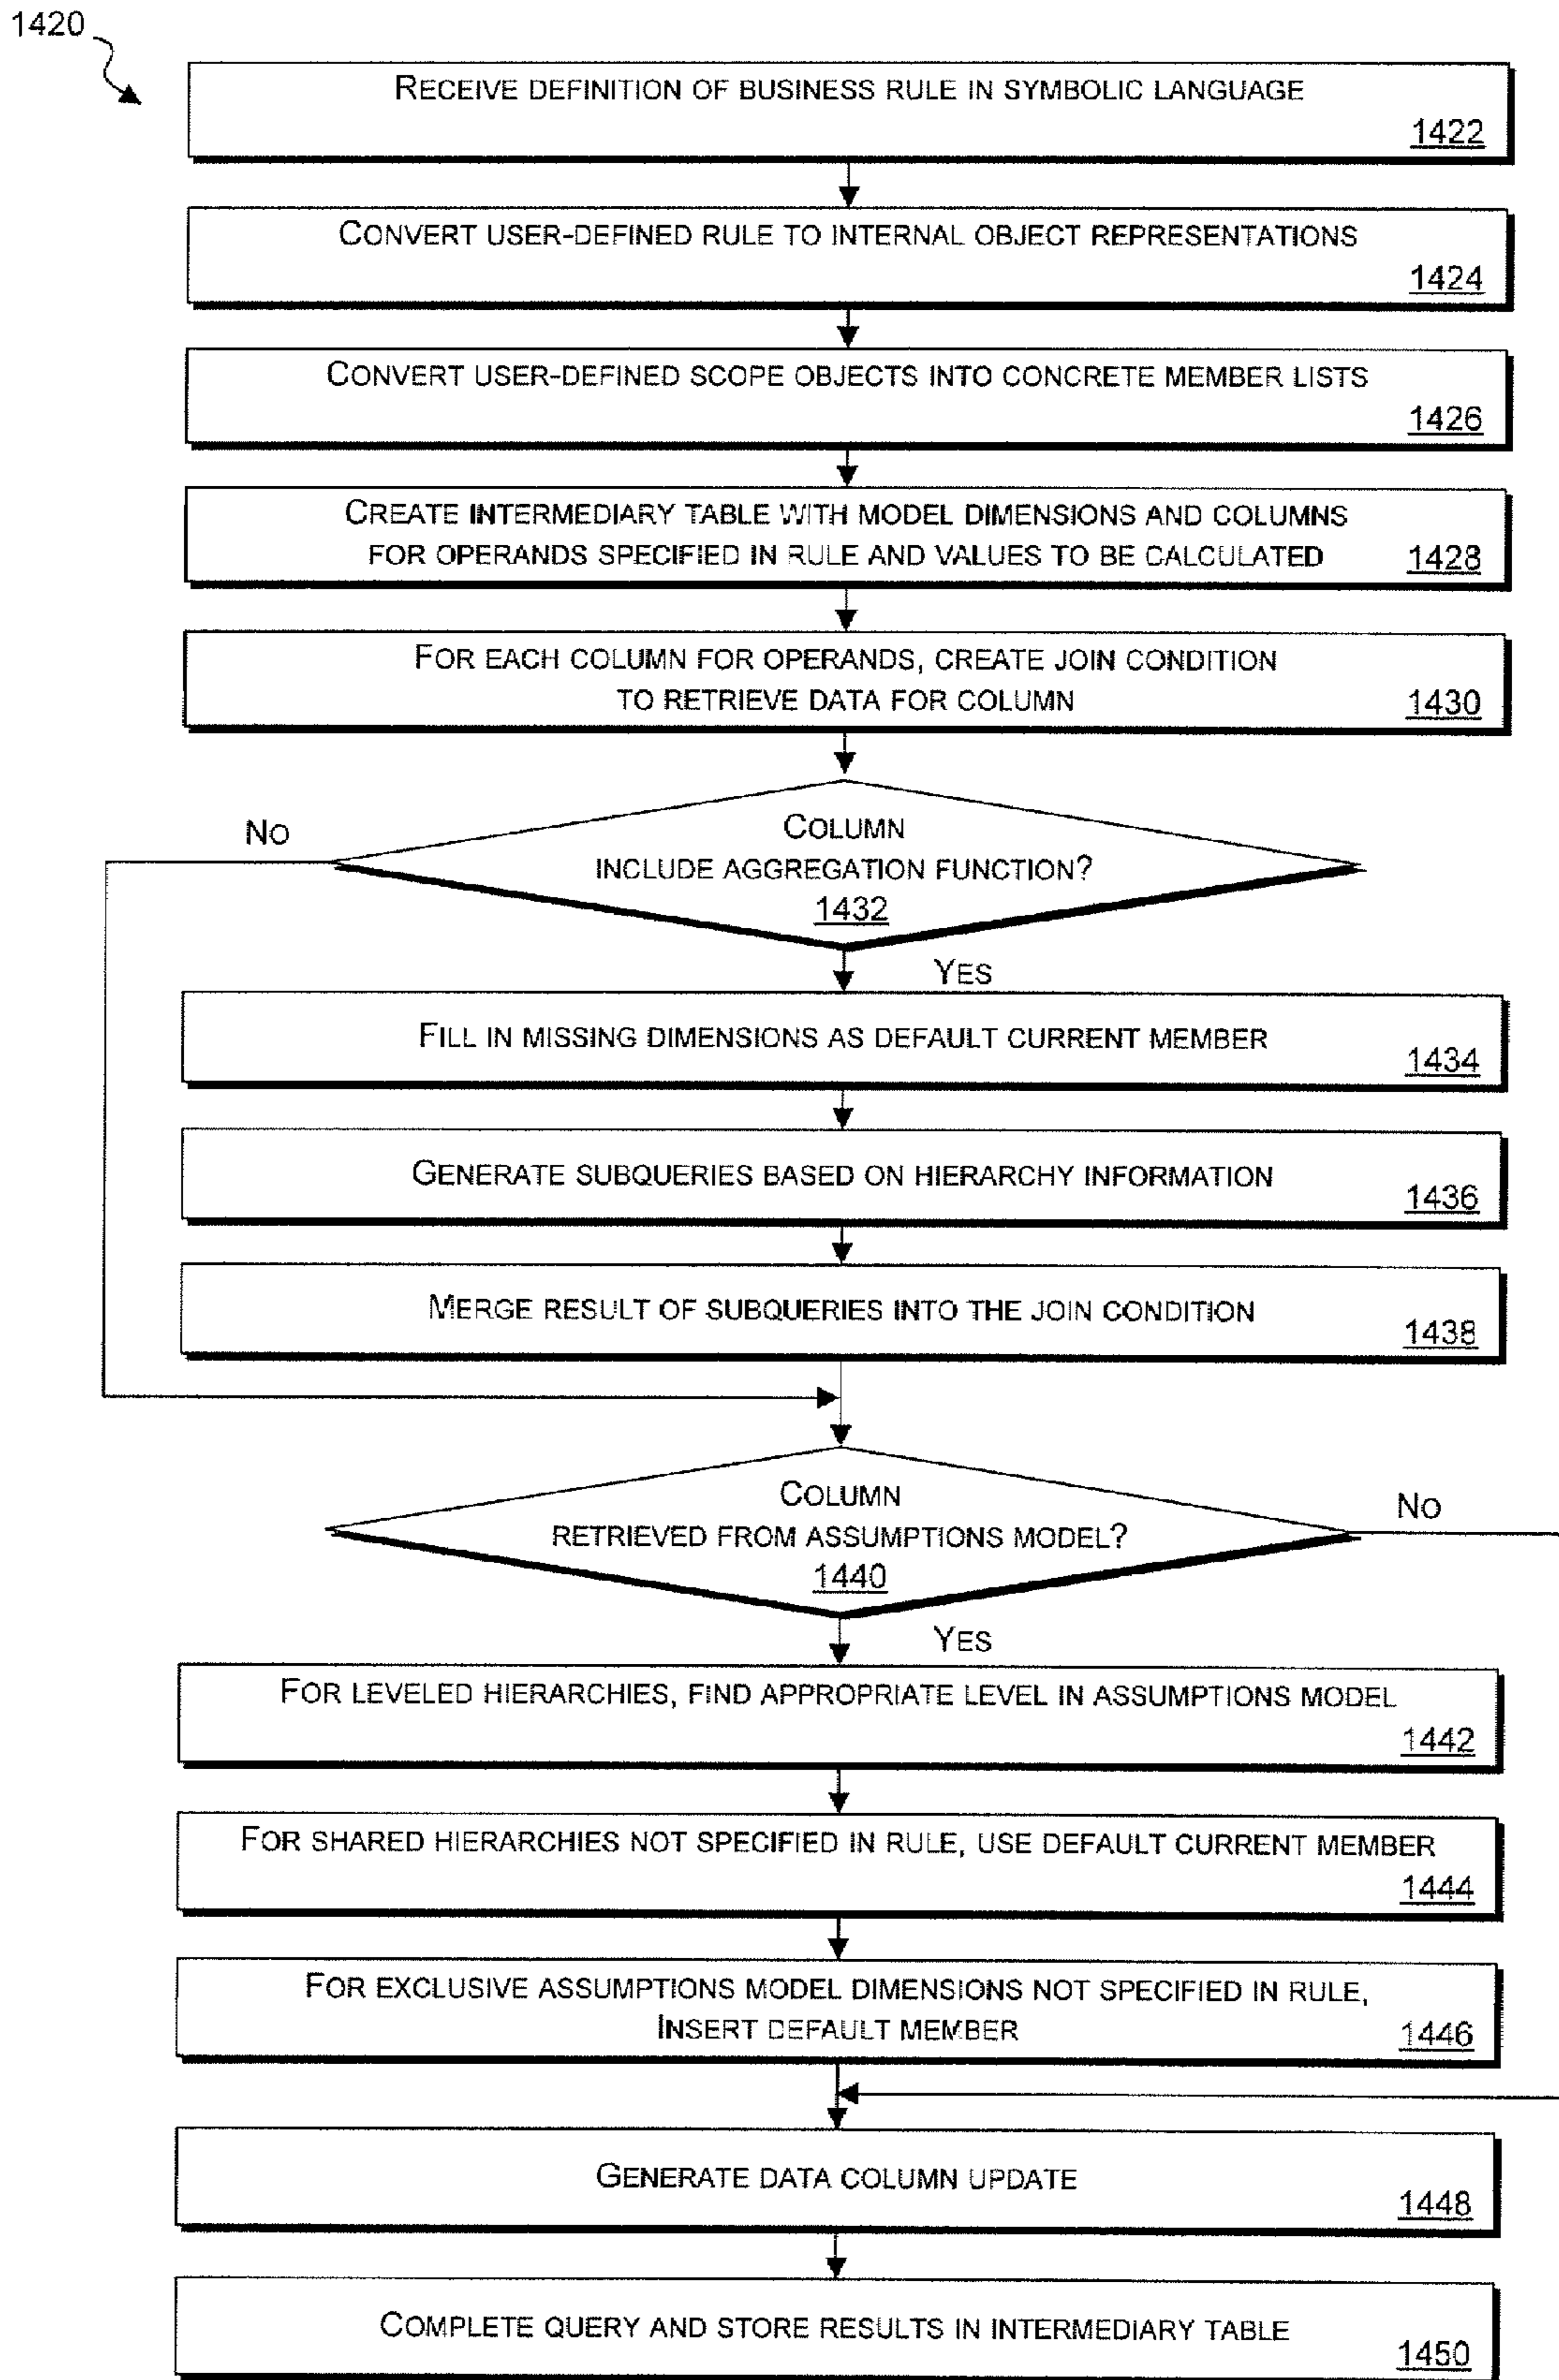 1420
RECEIVE DEFINITION OF BUSINESS RULE IN SYMBOLIC LANGUAGE
1422
CONVERT USER-DEFINED RULE TO INTERNAL OBJECT REPRESENTATIONS
1424
CONVERT USER-DEFINED SCOPE OBJECTS INTO CONCRETE MEMBER LISTS
1426
CREATE INTERMEDIARY TABLE WITH MODEL DIMENSIONS AND COLUMNS
FOR OPERANDS SPECIFIED IN RULE AND VALUES TO BE CALCULATED
1428
FOR EACH COLUMN FOR OPERANDS, CREATE JOIN CONDITION
TO RETRIEVE DATA FOR COLUMN
1430
NO
COLUMN
INCLUDE AGGREGATION FUNCTION?
1432
YES
FILL IN MISSING DIMENSIONS AS DEFAULT CURRENT MEMBER
1434
GENERATE SUBQUERIES BASED ON HIERARCHY INFORMATION
1436
MERGE RESULT OF SUBQUERIES INTO THE JOIN CONDITION
1438
COLUMN
RETRIEVED FROM ASSUMPTIONS MODEL?
1440
NO
YES
FOR LEVELED HIERARCHIES, FIND APPROPRIATE LEVEL IN ASSUMPTIONS MODEL
1442
FOR SHARED HIERARCHIES NOT SPECIFIED IN RULE, USE DEFAULT CURRENT MEMBER
1444
FOR EXCLUSIVE ASSUMPTIONS MODEL DIMENSIONS NOT SPECIFIED IN RULE,
INSERT DEFAULT MEMBER
1446
GENERATE DATA COLUMN UPDATE
1448
COMPLETE QUERY AND STORE RESULTS IN INTERMEDIARY TABLE
1450